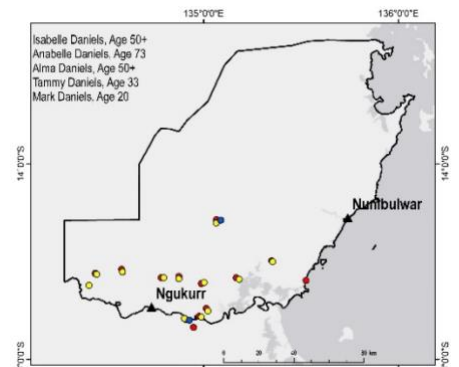 135°0'0"E 136°0'0"E
Isabelle Daniels, Age 50+
Anabelle Daniels, Age 73
Alma Daniels, Age 50+
Tammy Daniels, Age 33
Mark Daniels. Age 20
14°0'0"S 14°0'0"S
Numbulwar
Ngukurr
0 20 40 80 km